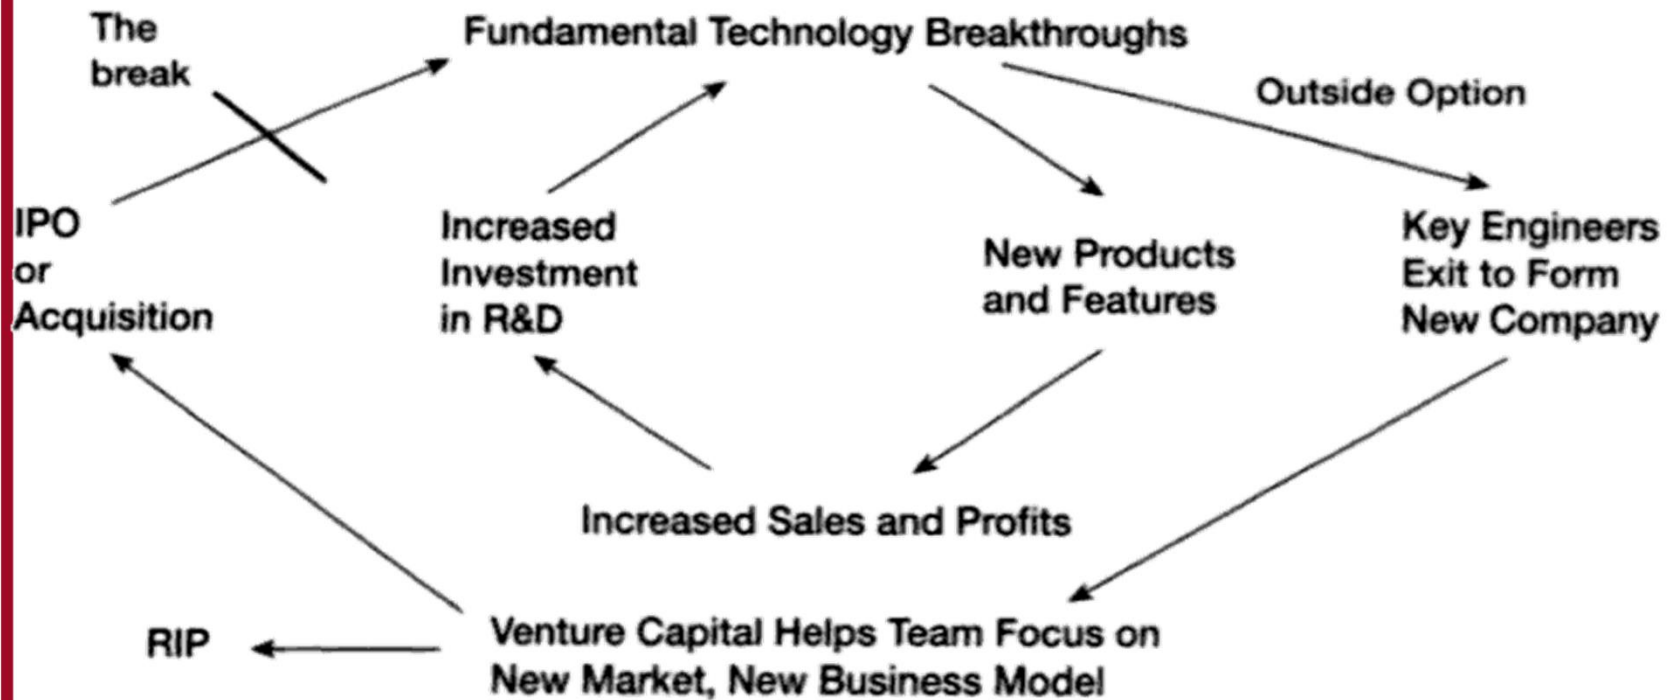 The
break
Fundamental Technology Breakthroughs
Outside Option
IPO
or
Acquisition
Increased
Investment
in R&D
New Products
and Features
Key Engineers
Exit to Form
New Company
Increased Sales and Profits
RIP
Venture Capital Helps Team Focus on
New Market, New Business Model